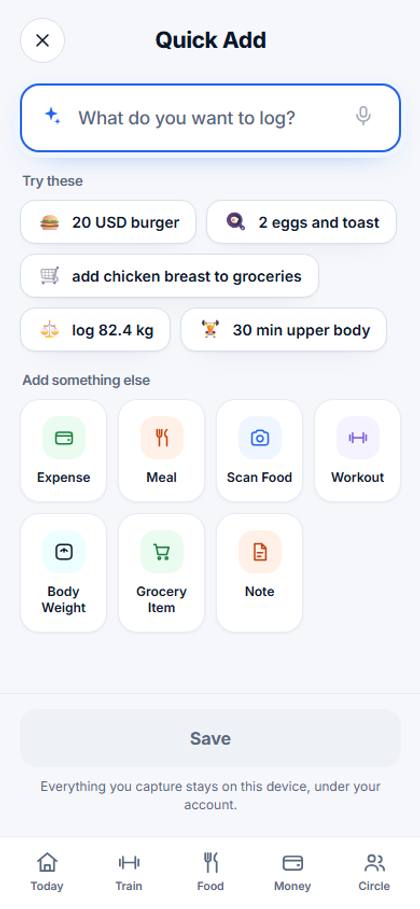 Quick Add
What do you want to log?
Try these
20 USD burger
2 eggs and toast
add chicken breast to groceries
log 82.4 kg
30 min upper body
Add something else
Expense
Meal
Scan Food
Workout
Body
Weight
Grocery
Item
Note
Save
Everything you capture stays on this device, under your
account.
Today
Train
Food
Money
Circle